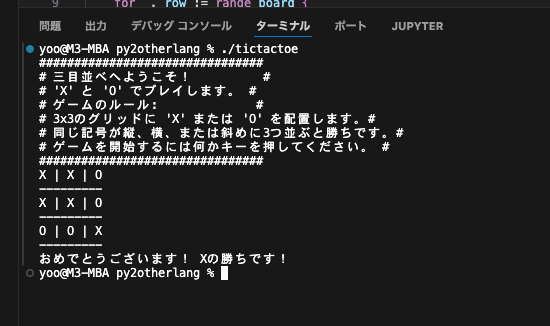 9 for _, row := range board {
問題 出力 デバッグ コンソール ターミナル ポート JUPYTER
yoo@M3-MBA py2otherlang % ./tictactoe
################################
# 三目並べへようこそ！ #
# 'X' と 'O' でプレイします。 #
# ゲームのルール: #
# 3x3のグリッドに 'X' または 'O' を配置します。#
# 同じ記号が縦、横、または斜めに3つ並ぶと勝ちです。#
# ゲームを開始するには何かキーを押してください。 #
################################
X | X | O
---------
X | X | O
---------
O | O | X
---------
おめでとうございます！ Xの勝ちです！
yoo@M3-MBA py2otherlang %